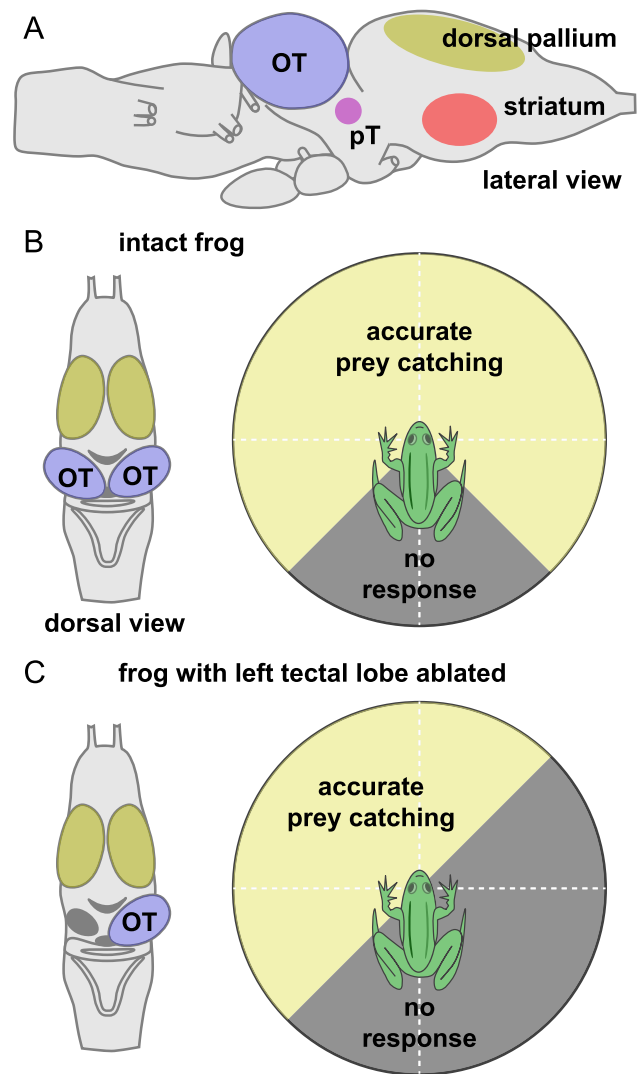 A
OT
dorsal pallium
striatum
pT
lateral view
B
intact frog
accurate
prey catching
OT
OT
no
response
dorsal view
C
frog with left tectal lobe ablated
accurate
prey catching
OT
no
response